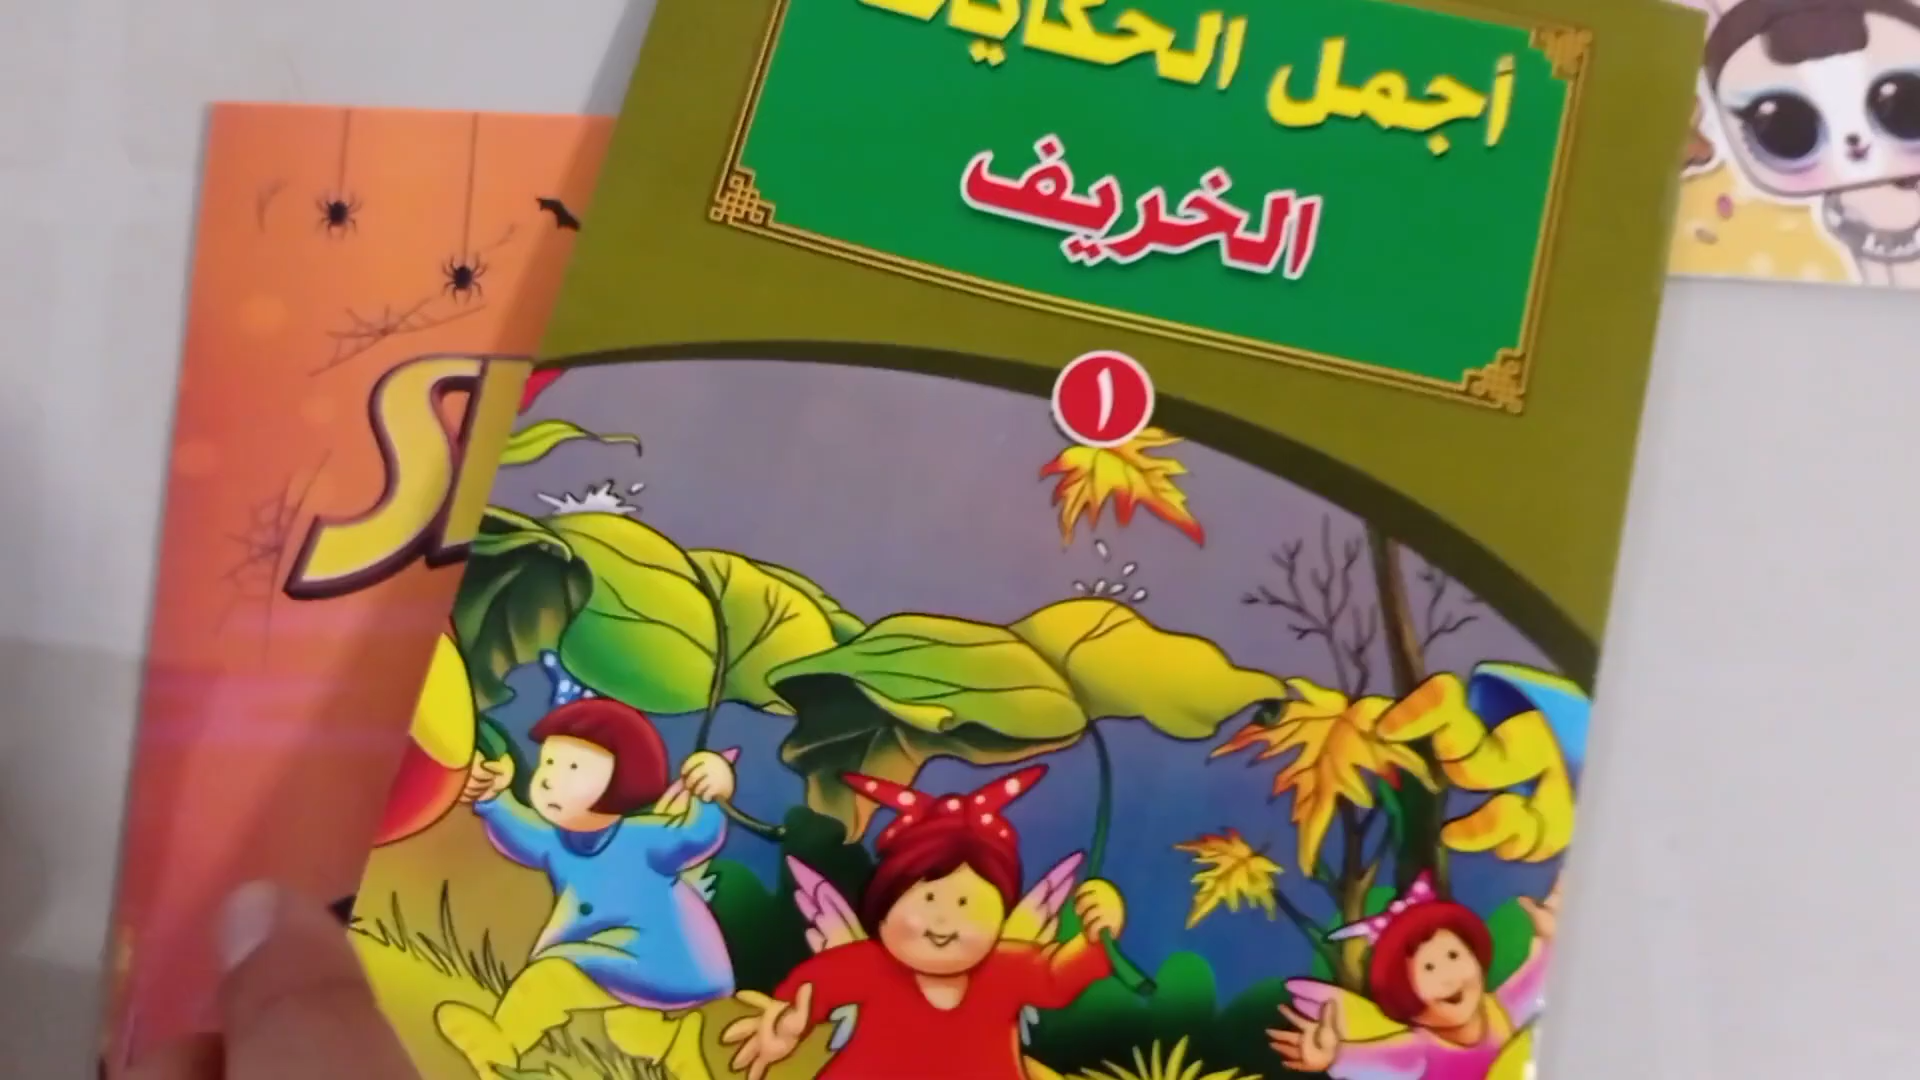 أجمل الحكايات
الخريف
١